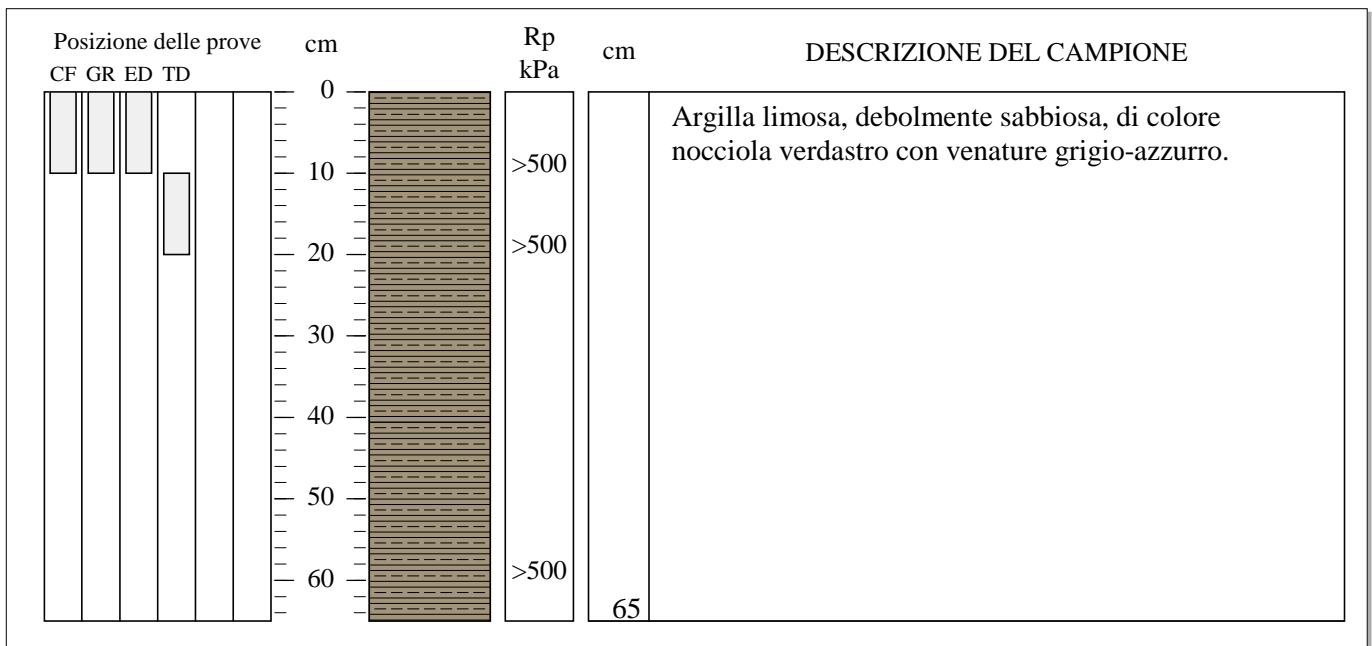 Posizione delle prove
cm
Rp
kPa
cm
DESCRIZIONE DEL CAMPIONE
CF GR ED TD
0
Argilla limosa, debolmente sabbiosa, di colore
nocciola verdastro con venature grigio-azzurro.
>500
10
>500
20
30
40
50
>500
60
65